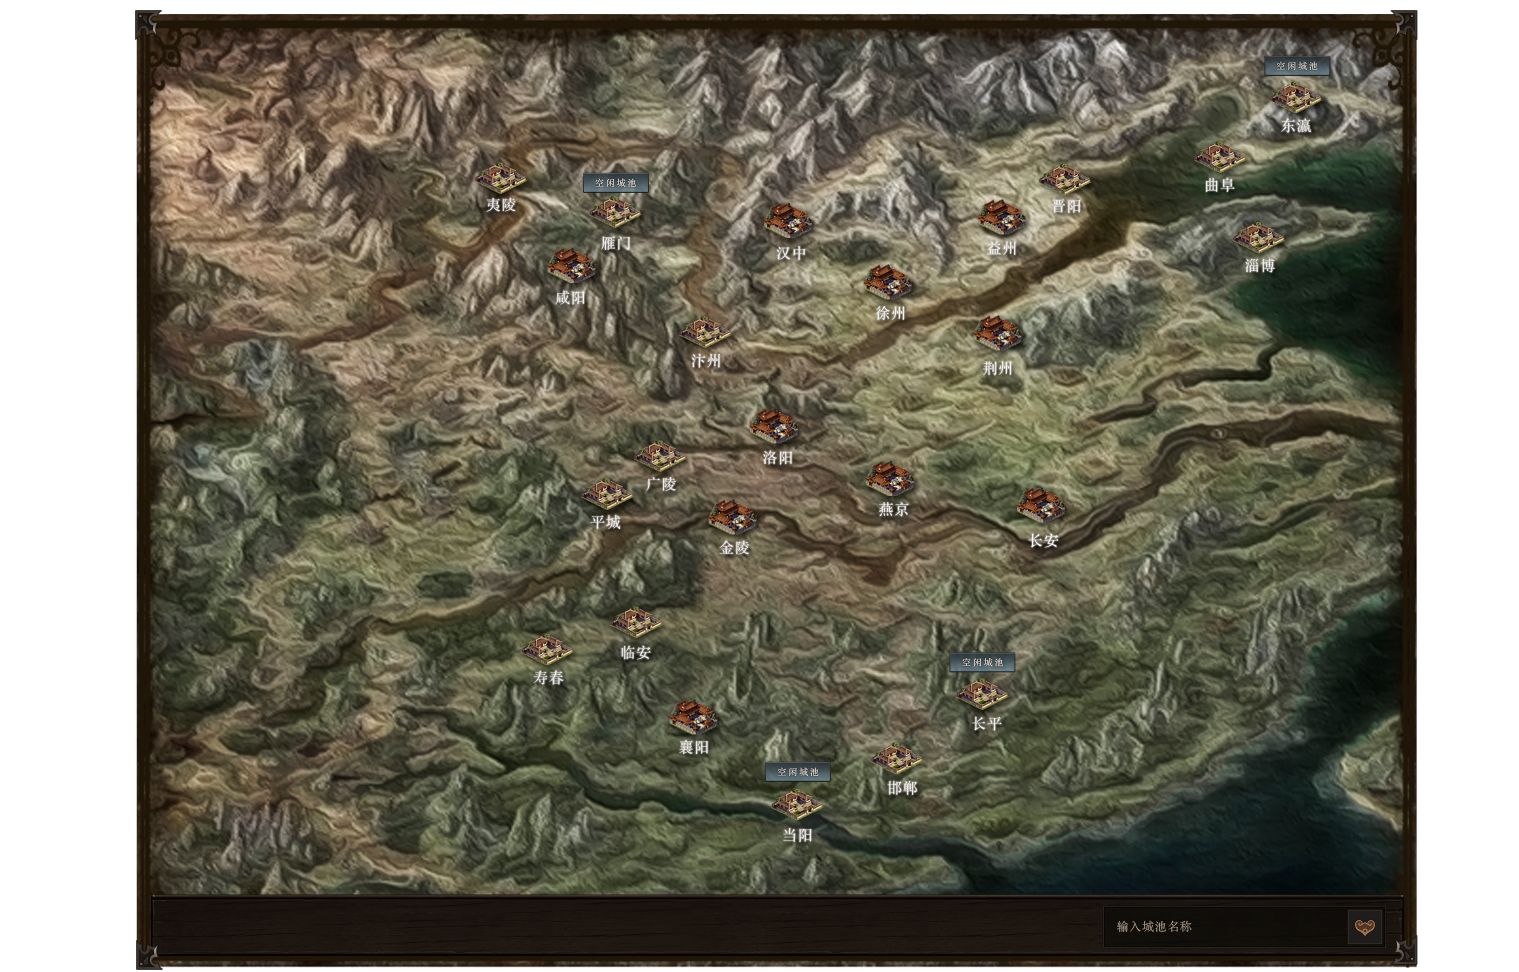 空闲城池
东瀛
曲阜
夷陵
空闲城池
晋阳
雁门
汉中
益州
淄博
咸阳
徐州
汴州
荆州
洛阳
广陵
燕京
平城
金陵
长安
临安
寿春
空闲城池
长平
襄阳
空闲城池
邯郸
当阳
输入城池名称